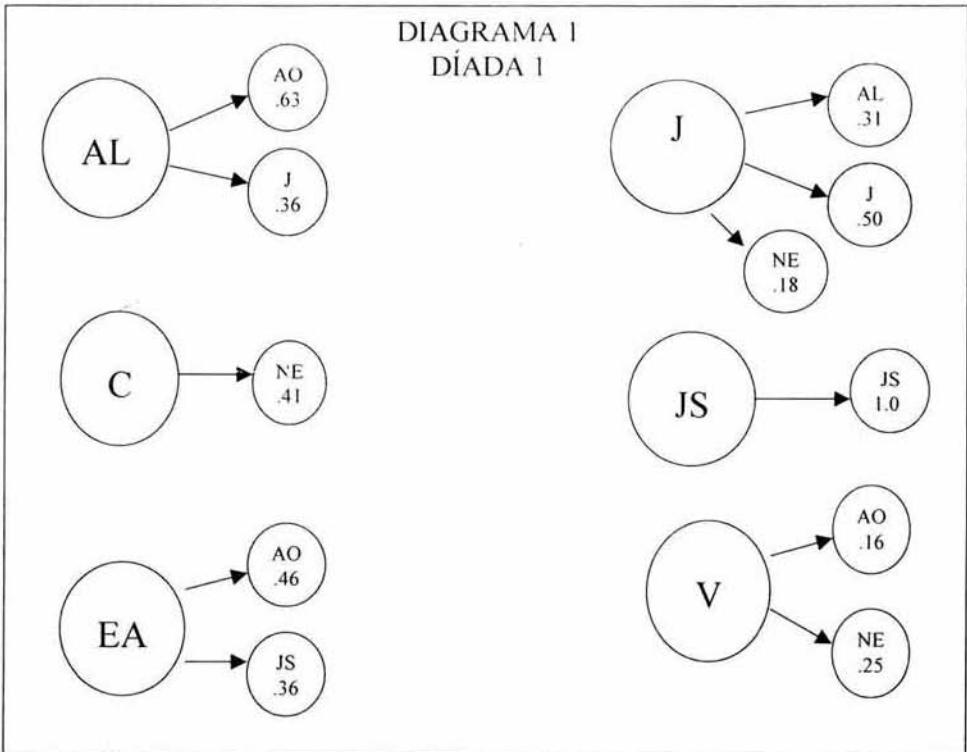 DIAGRAMA 1
DÍADA 1
AL
AO
.63
J
.36
J
AL
.31
J
.50
NE
.18
C
NE
.41
JS
JS
1.0
EA
AO
.46
JS
.36
V
AO
.16
NE
.25